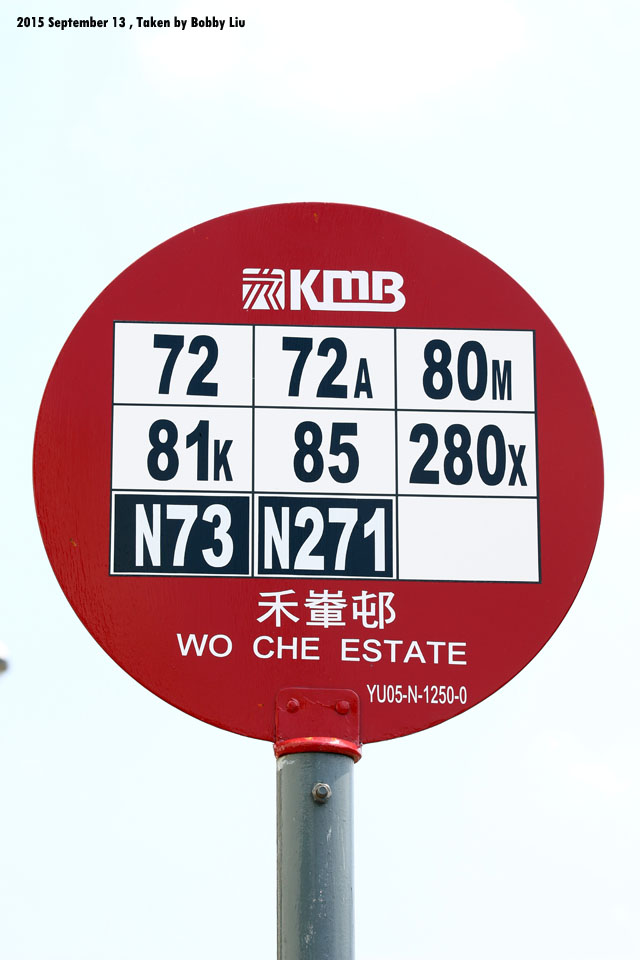 2015 September 13 , Taken by Bobby Liu
KMB
72 72A 80M
81K 85 280X
N73 N271
禾輋邨
WO CHE ESTATE
YU05-N-1250-0